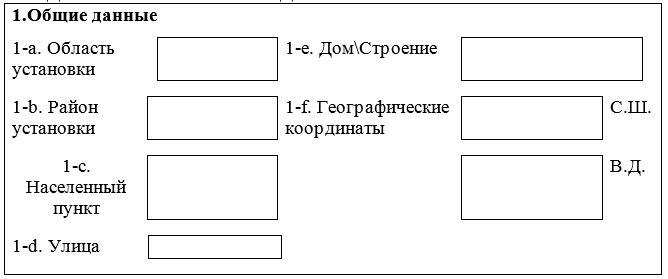 1.Общие данные
1-a. Область
установки
1-e. Дом\Строение
1-b. Район
установки
1-f. Географические
координаты
С.Ш.
1-c.
Населенный
пункт
В.Д.
1-d. Улица